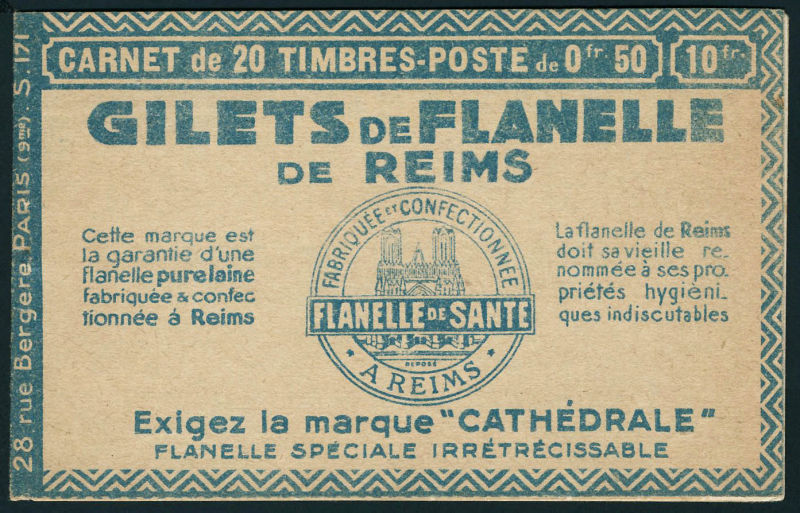 CARNET de 20 TIMBRES-POSTE de 0fr 50 10fr.
GILETS DE FLANELLE
DE REIMS
Cette marque est
la garantie d'une
flanelle pure laine
fabriquée & confec
tionnée à Reims
FABRIQUÉE ET CONFECTIONNÉE
FLANELLE DE SANTÉ
DEPOSÉ
A REIMS
La flanelle de Reims
doit sa vieille re-
nommée à ses pro-
priétés hygièni-
ques indiscutables
Exigez la marque "CATHÉDRALE"
FLANELLE SPÉCIALE IRRÉTRÉCISSABLE
28 rue Bergère. PARIS (9me) S. 171